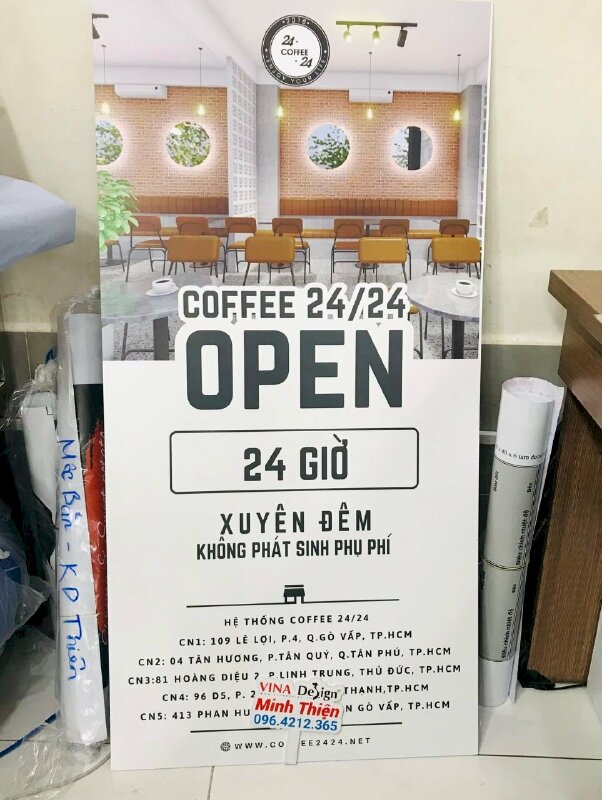 2018
24·
COFFEE
·24
ENJOY YOUR LIFE
COFFEE 24/24
OPEN
24 GIỜ
XUYÊN ĐÊM
KHÔNG PHÁT SINH PHỤ PHÍ
HỆ THỐNG COFFEE 24/24
CN1: 109 LÊ LỢI, P.4, Q.GÒ VẤP, TP.HCM
CN2: 04 TÂN HƯƠNG, P.TÂN QUÝ, Q.TÂN PHÚ, TP.HCM
CN3:81 HOÀNG DIỆU 2, P.LINH TRUNG, THỦ ĐỨC, TP.HCM
CN4: 96 D5, P. 2 THANH,TP.HCM
CN5: 413 PHAN HU N GÒ VẤP, TP.HCM
VINA Design
Minh Thiện
096.4212.365
WWW.COFFEE2424.NET
Mộc Bản - KD Thiên